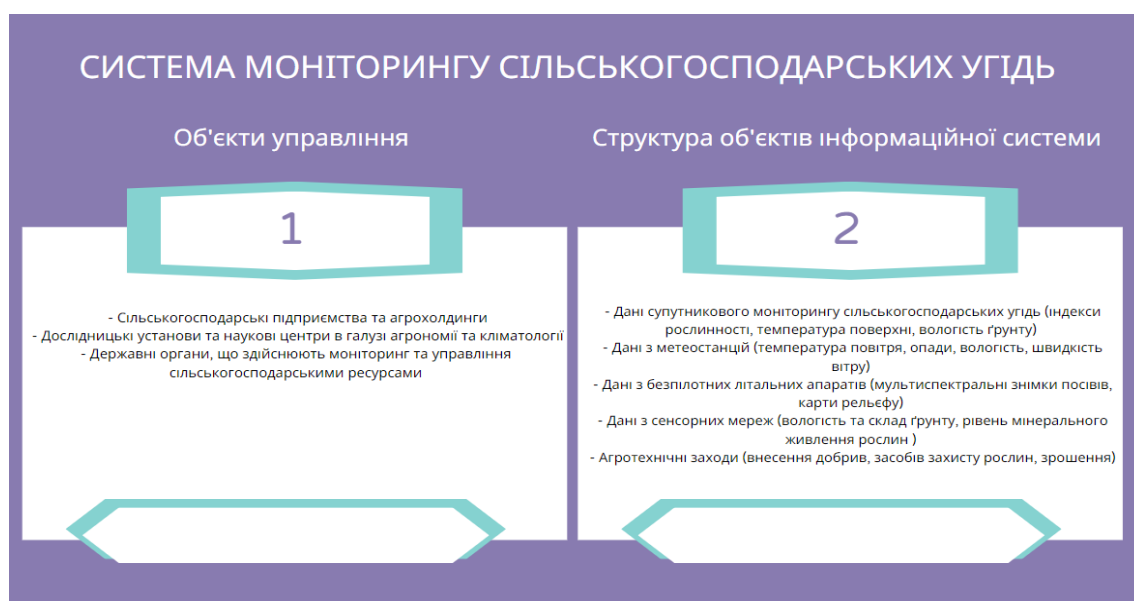 СИСТЕМА МОНІТОРИНГУ СІЛЬСЬКОГОСПОДАРСЬКИХ УГІДЬ
Об'єкти управління
1
- Сільськогосподарські підприємства та агрохолдинги
- Дослідницькі установи та наукові центри в галузі агрономії та кліматології
- Державні органи, що здійснюють моніторинг та управління
сільськогосподарськими ресурсами
Структура об'єктів інформаційної системи
2
- Дані супутникового моніторингу сільськогосподарських угідь (індекси
рослинності, температура поверхні, вологість ґрунту)
- Дані з метеостанцій (температура повітря, опади, вологість, швидкість
вітру)
- Дані з безпілотних літальних апаратів (мультиспектральні знімки посівів,
карти рельєфу)
- Дані з сенсорних мереж (вологість та склад ґрунту, рівень мінерального
живлення рослин )
- Агротехнічні заходи (внесення добрив, засобів захисту рослин, зрошення)